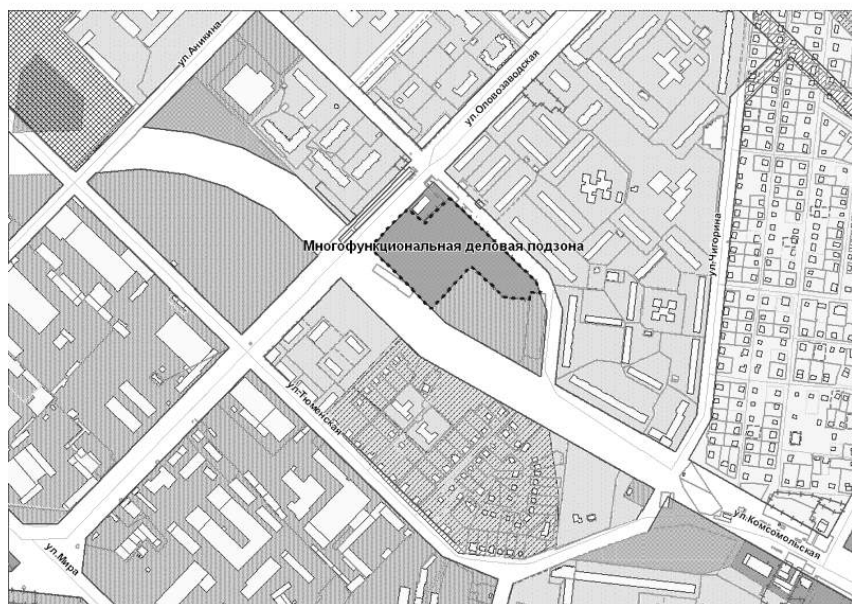 ул.Аникина
ул.Оловозаводская
Многофункциональная деловая подзона
ул.Чигорина
ул.Тюменская
ул.Комсомольская
ул.Мира